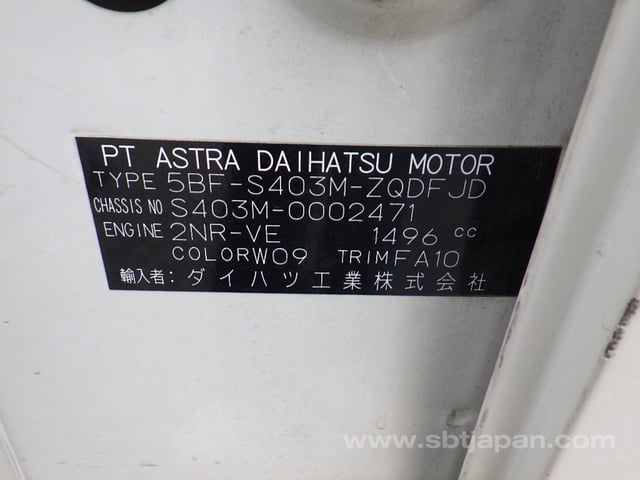 PT ASTRA DAIHATSU MOTOR
TYPE 5BF-S403M-ZQDFJD
CHASSIS NO S403M-0002471
ENGINE 2NR-VE 1496 cc
COLOR W09 TRIM FA10
輸入者: ダイハツ工業株式会社
www.sbtjapan.com